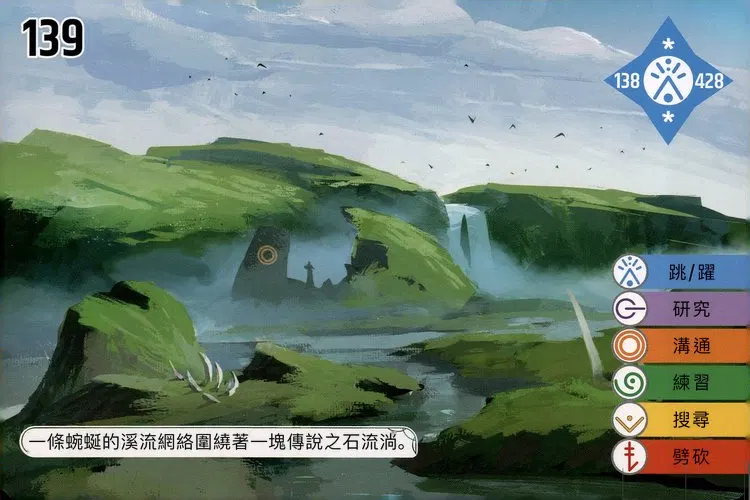 139
*
138 428
*
跳/躍
研究
溝通
練習
搜尋
劈砍
一條蜿蜒的溪流網絡圍繞著一塊傳說之石流淌。